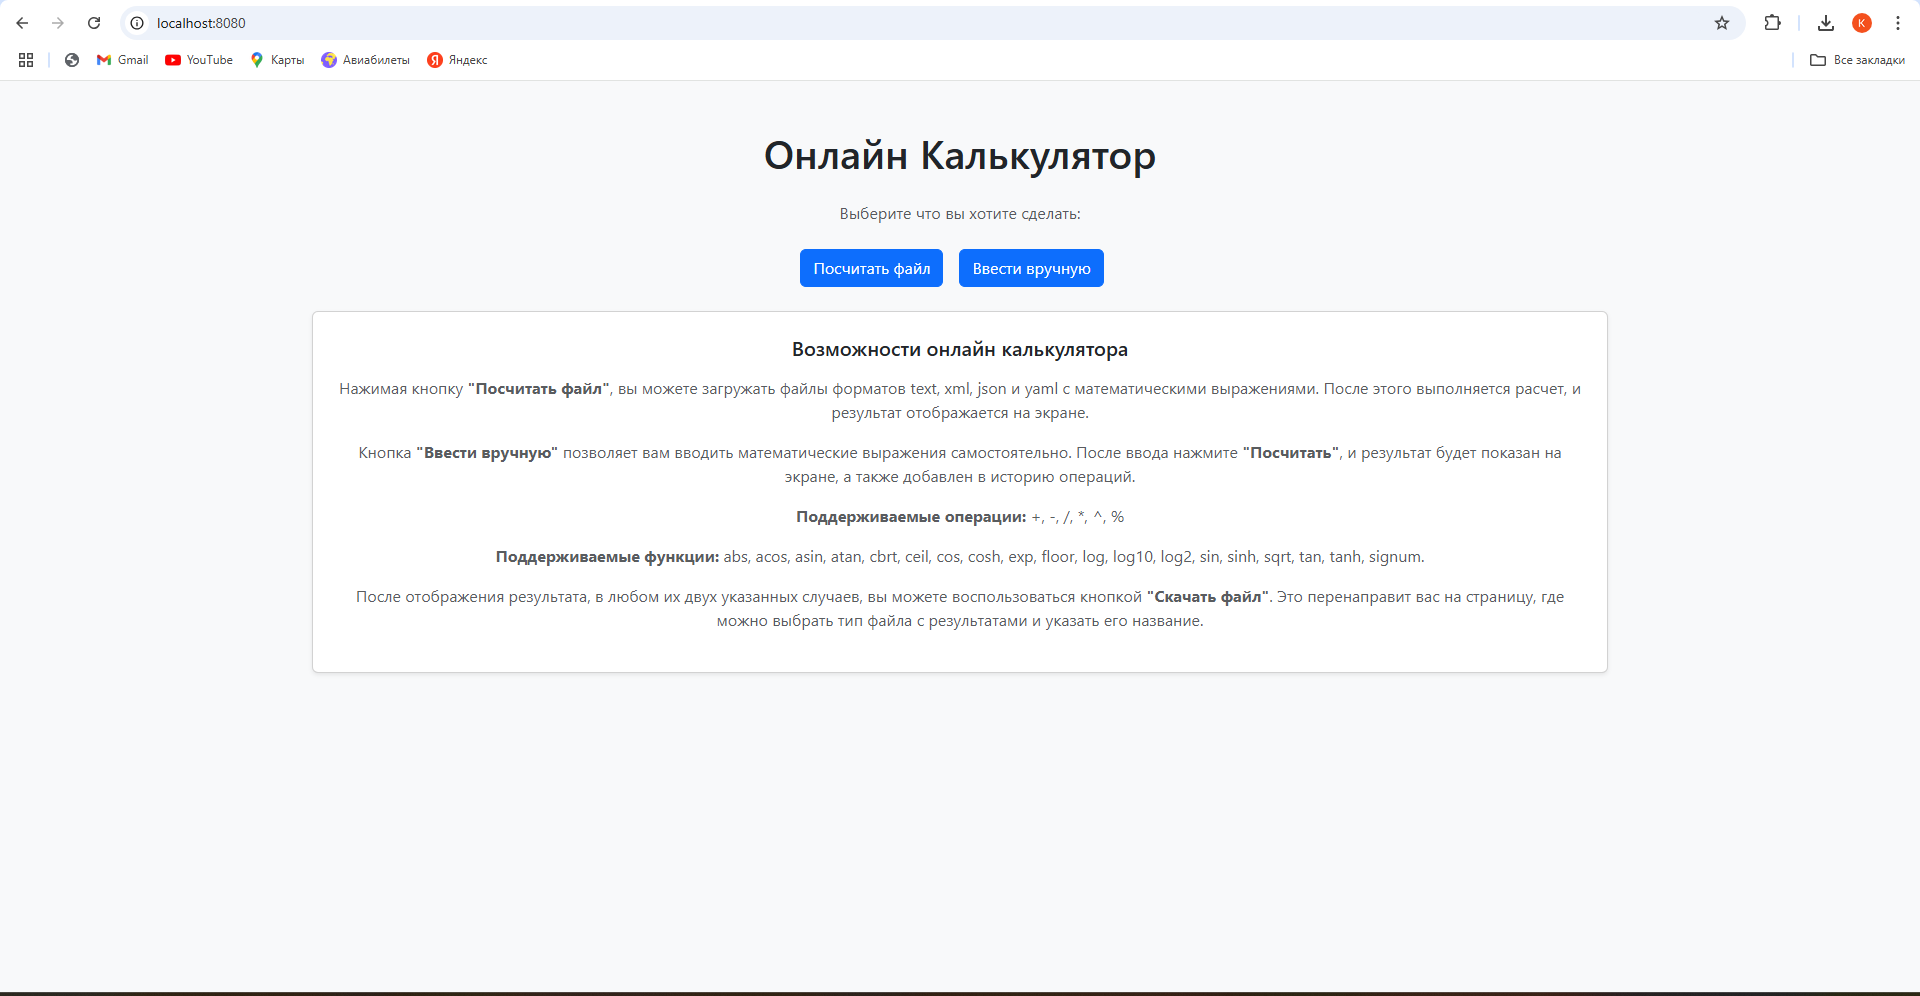 localhost:8080
K
Gmail
YouTube
Карты
Авиабилеты
Я
Яндекс
Все закладки
Онлайн Калькулятор
Выберите что вы хотите сделать:
Посчитать файл
Ввести вручную
Возможности онлайн калькулятора
Нажимая кнопку "Посчитать файл", вы можете загружать файлы форматов text, xml, json и yaml с математическими выражениями. После этого выполняется расчет, и
результат отображается на экране.
Кнопка "Ввести вручную" позволяет вам вводить математические выражения самостоятельно. После ввода нажмите "Посчитать", и результат будет показан на
экране, а также добавлен в историю операций.
Поддерживаемые операции: +, -, /, *, ^, %
Поддерживаемые функции: abs, acos, asin, atan, cbrt, ceil, cos, cosh, exp, floor, log, log10, log2, sin, sinh, sqrt, tan, tanh, signum.
После отображения результата, в любом их двух указанных случаев, вы можете воспользоваться кнопкой "Скачать файл". Это перенаправит вас на страницу, где
можно выбрать тип файла с результатами и указать его название.